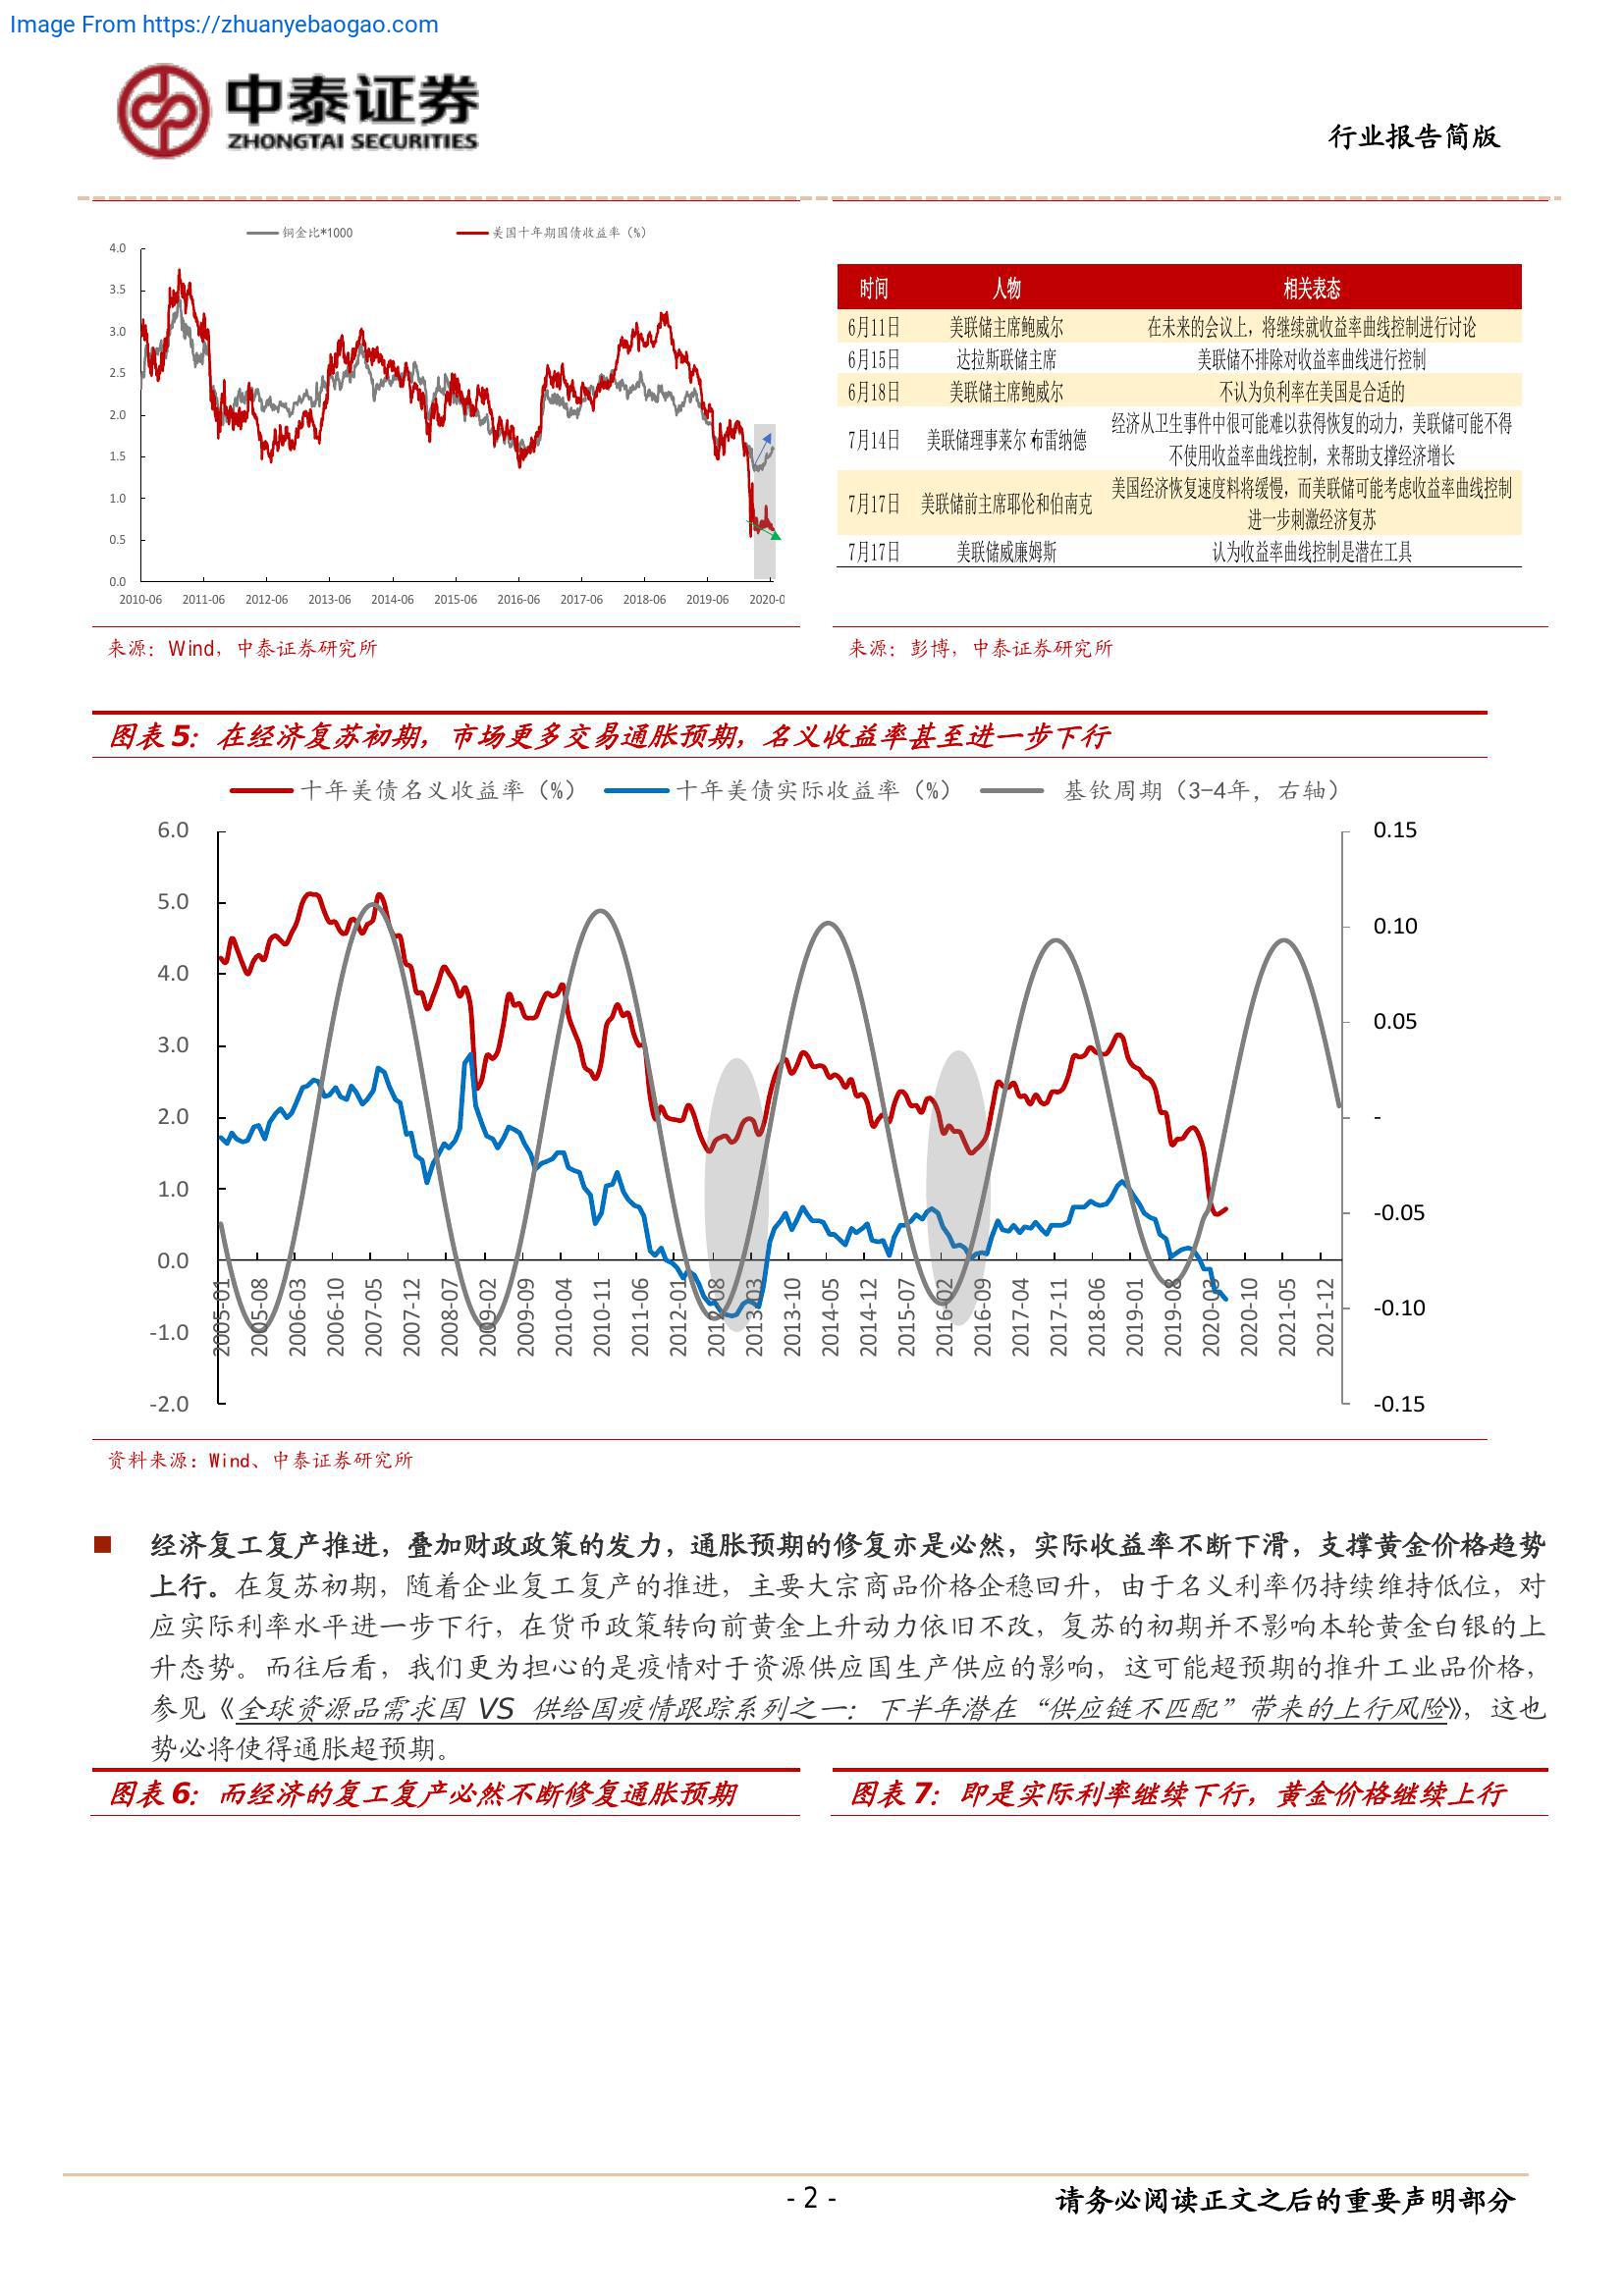 Image From https://zhuanyebaogao.com
中泰证券
ZHONGTAI SECURITIES
行业报告简版
铜金比*1000 美国十年期国债收益率（%）
4.0
3.5
3.0
2.5
2.0
1.5
1.0
0.5
0.0
2010-06 2011-06 2012-06 2013-06 2014-06 2015-06 2016-06 2017-06 2018-06 2019-06 2020-0
来源：Wind，中泰证券研究所
时间 人物 相关表态
6月11日 美联储主席鲍威尔 在未来的会议上，将继续就收益率曲线控制进行讨论
6月15日 达拉斯联储主席 美联储不排除对收益率曲线进行控制
6月18日 美联储主席鲍威尔 不认为负利率在美国是合适的
7月14日 美联储理事莱尔·布雷纳德 经济从卫生事件中很可能难以获得恢复的动力，美联储可能不得
不使用收益率曲线控制，来帮助支撑经济增长
7月17日 美联储前主席耶伦和伯南克 美国经济恢复速度料将缓慢，而美联储可能考虑收益率曲线控制
进一步刺激经济复苏
7月17日 美联储威廉姆斯 认为收益率曲线控制是潜在工具
来源：彭博，中泰证券研究所
图表5：在经济复苏初期，市场更多交易通胀预期，名义收益率甚至进一步下行
十年美债名义收益率（%） 十年美债实际收益率（%） 基钦周期（3-4年，右轴）
6.0
5.0
4.0
3.0
2.0
1.0
0.0
-1.0
-2.0
0.15
0.10
0.05
-
-0.05
-0.10
-0.15
2005-01 2005-08 2006-03 2006-10 2007-05 2007-12 2008-07 2009-02 2009-09 2010-04 2010-11 2011-06 2012-01 2012-08 2013-03 2013-10 2014-05 2014-12 2015-07 2016-02 2016-09 2017-04 2017-11 2018-06 2019-01 2019-08 2020-03 2020-10 2021-05 2021-12
资料来源：Wind、中泰证券研究所
■ 经济复工复产推进，叠加财政政策的发力，通胀预期的修复亦是必然，实际收益率不断下滑，支撑黄金价格趋势
上行。在复苏初期，随着企业复工复产的推进，主要大宗商品价格企稳回升，由于名义利率仍持续维持低位，对
应实际利率水平进一步下行，在货币政策转向前黄金上升动力依旧不改，复苏的初期并不影响本轮黄金白银的上
升态势。而往后看，我们更为担心的是疫情对于资源供应国生产供应的影响，这可能超预期的推升工业品价格，
参见《全球资源品需求国 VS 供给国疫情跟踪系列之一：下半年潜在“供应链不匹配”带来的上行风险》，这也
势必将使得通胀超预期。
图表6：而经济的复工复产必然不断修复通胀预期
图表7：即是实际利率继续下行，黄金价格继续上行
- 2 -
请务必阅读正文之后的重要声明部分